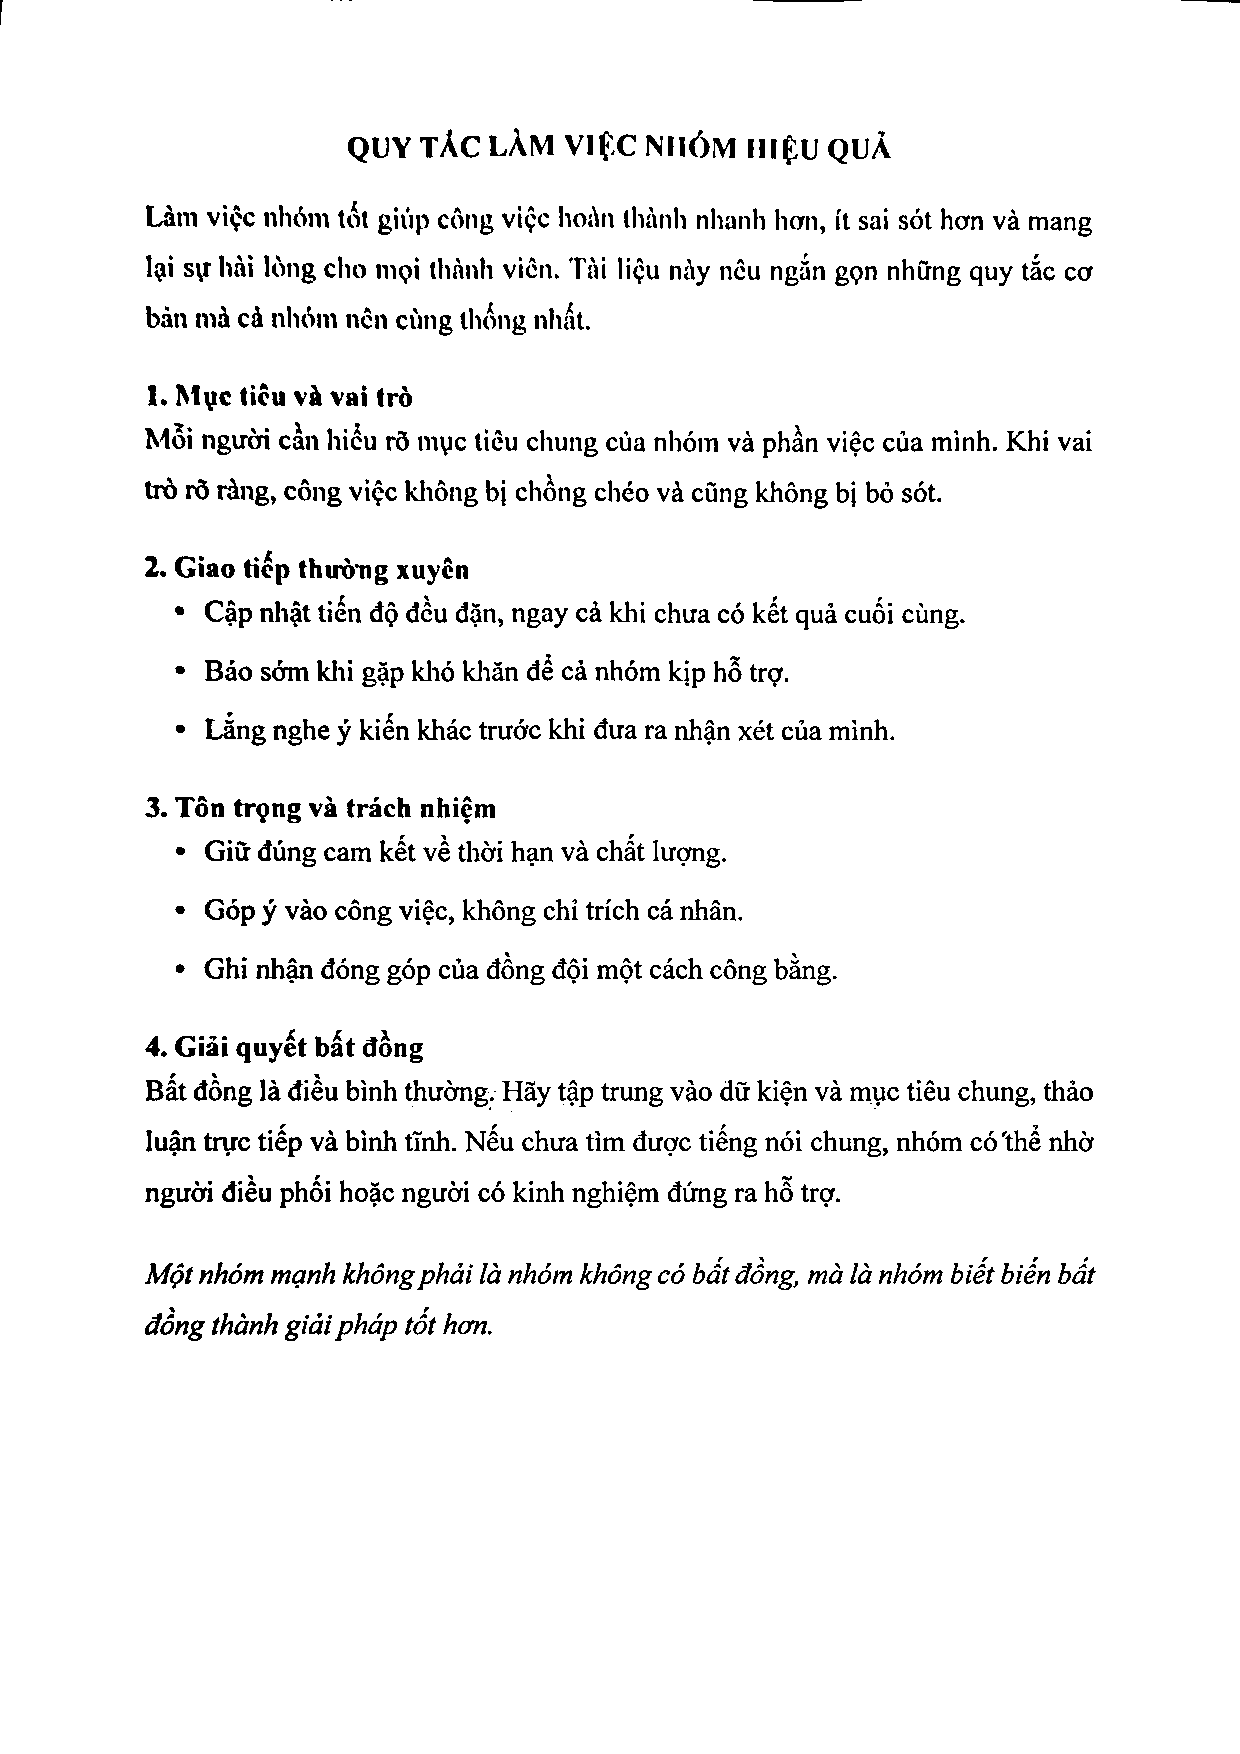 QUY TẮC LÀM VIỆC NHÓM HIỆU QUẢ
Làm việc nhóm tốt giúp công việc hoàn thành nhanh hơn, ít sai sót hơn và mang
lại sự hài lòng cho mọi thành viên. Tài liệu này nêu ngắn gọn những quy tắc cơ
bản mà cả nhóm nên cùng thống nhất.
1. Mục tiêu và vai trò
Mỗi người cần hiểu rõ mục tiêu chung của nhóm và phần việc của mình. Khi vai
trò rõ ràng, công việc không bị chồng chéo và cũng không bị bỏ sót.
2. Giao tiếp thường xuyên
• Cập nhật tiến độ đều đặn, ngay cả khi chưa có kết quả cuối cùng.
• Báo sớm khi gặp khó khăn để cả nhóm kịp hỗ trợ.
• Lắng nghe ý kiến khác trước khi đưa ra nhận xét của mình.
3. Tôn trọng và trách nhiệm
• Giữ đúng cam kết về thời hạn và chất lượng.
• Góp ý vào công việc, không chỉ trích cá nhân.
• Ghi nhận đóng góp của đồng đội một cách công bằng.
4. Giải quyết bất đồng
Bất đồng là điều bình thường. Hãy tập trung vào dữ kiện và mục tiêu chung, thảo
luận trực tiếp và bình tĩnh. Nếu chưa tìm được tiếng nói chung, nhóm có thể nhờ
người điều phối hoặc người có kinh nghiệm đứng ra hỗ trợ.
Một nhóm mạnh không phải là nhóm không có bất đồng, mà là nhóm biết biến bất
đồng thành giải pháp tốt hơn.